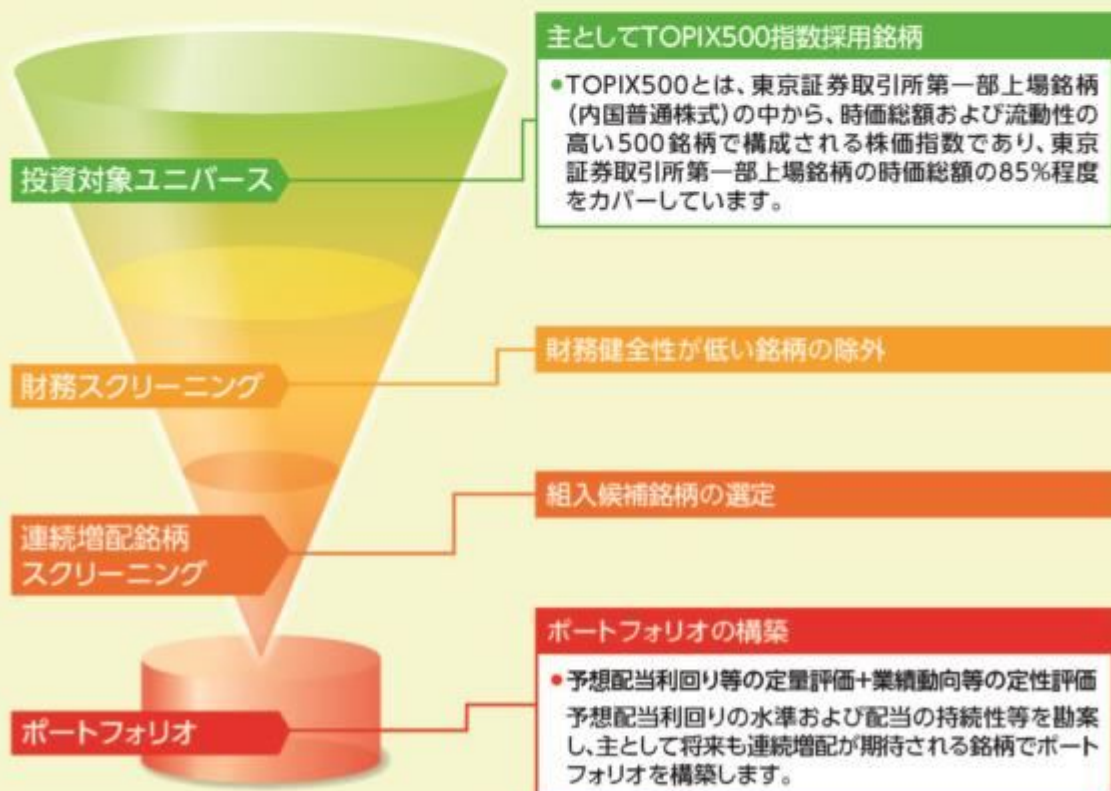 主としてTOPIX500指数採用銘柄
•TOPIX500とは、東京証券取引所第一部上場銘柄
(内国普通株式)の中から、時価総額および流動性の
高い500銘柄で構成される株価指数であり、東京
証券取引所第一部上場銘柄の時価総額の85%程度
をカバーしています。
投資対象ユニバース
財務健全性が低い銘柄の除外
財務スクリーニング
組入候補銘柄の選定
連続増配銘柄
スクリーニング
ポートフォリオの構築
•予想配当利回り等の定量評価+業績動向等の定性評価
予想配当利回りの水準および配当の持続性等を勘案
し、主として将来も連続増配が期待される銘柄でポート
フォリオを構築します。
ポートフォリオ